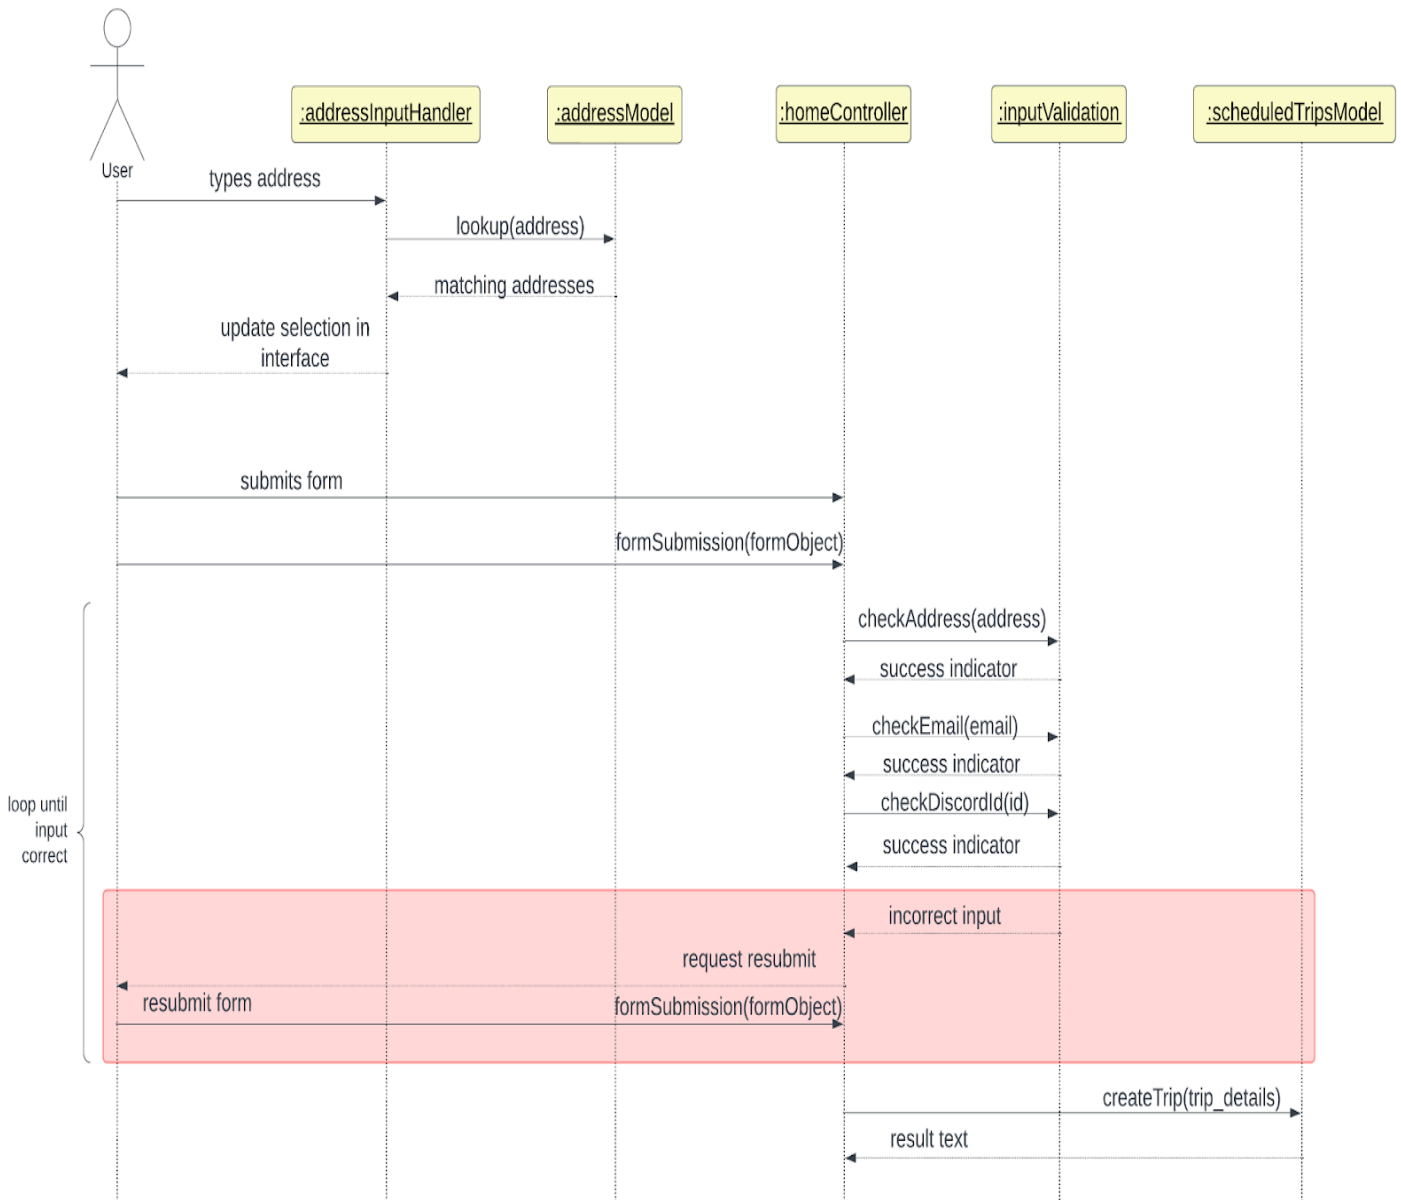 :addressInputHandler
:addressModel
:homeController
:inputValidation
:scheduledTripsModel
User
types address
lookup(address)
matching addresses
update selection in
interface
submits form
formSubmission(formObject)
checkAddress(address)
success indicator
checkEmail(email)
success indicator
checkDiscordId(id)
loop until
input
correct
success indicator
incorrect input
request resubmit
resubmit form
formSubmission(formObject)
createTrip(trip_details)
result text